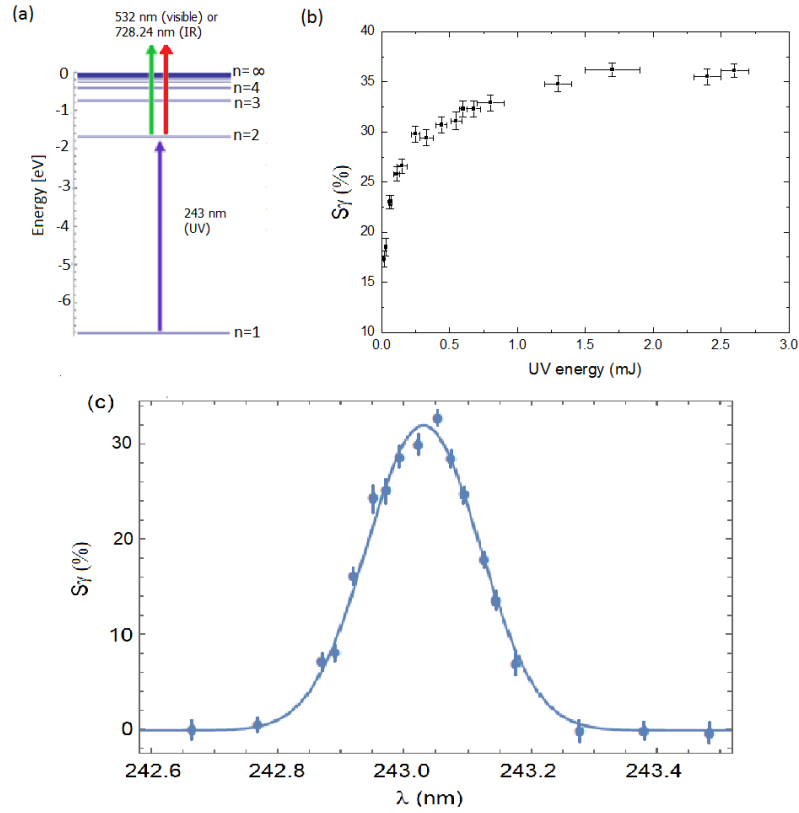 (a)
532 nm (visible) or
728.24 nm (IR)
0
-1
-2
-3
-4
-5
-6
Energy [eV]
n=∞
n=4
n=3
n=2
243 nm
(UV)
n=1
(b)
40
35
30
25
20
15
10
Sγ (%)
0.0 0.5 1.0 1.5 2.0 2.5 3.0
UV energy (mJ)
(c)
30
20
10
0
Sγ (%)
242.6 242.8 243.0 243.2 243.4
λ (nm)